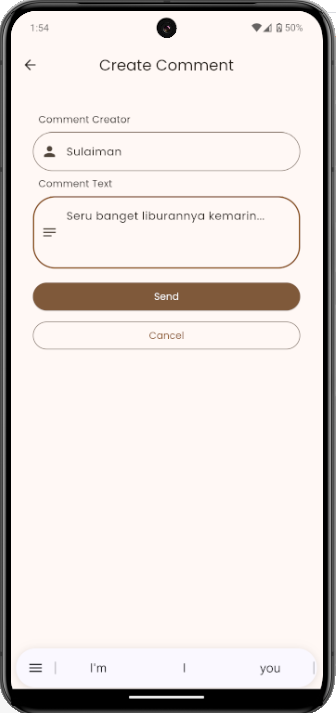 1:54
50%
Create Comment
Comment Creator
Sulaiman
Comment Text
Seru banget liburannya kemarin...
Send
Cancel
I'm I you